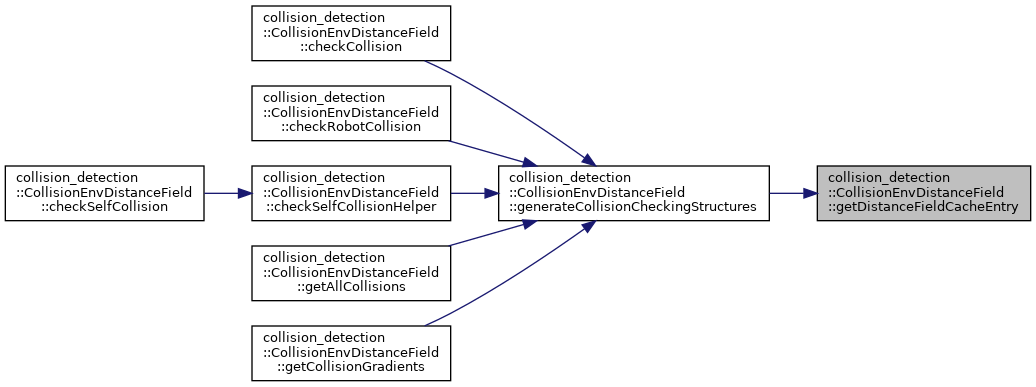 collision_detection
::CollisionEnvDistanceField
::checkCollision
collision_detection
::CollisionEnvDistanceField
::checkRobotCollision
collision_detection
::CollisionEnvDistanceField
::checkSelfCollision
collision_detection
::CollisionEnvDistanceField
::checkSelfCollisionHelper
collision_detection
::CollisionEnvDistanceField
::generateCollisionCheckingStructures
collision_detection
::CollisionEnvDistanceField
::getDistanceFieldCacheEntry
collision_detection
::CollisionEnvDistanceField
::getAllCollisions
collision_detection
::CollisionEnvDistanceField
::getCollisionGradients